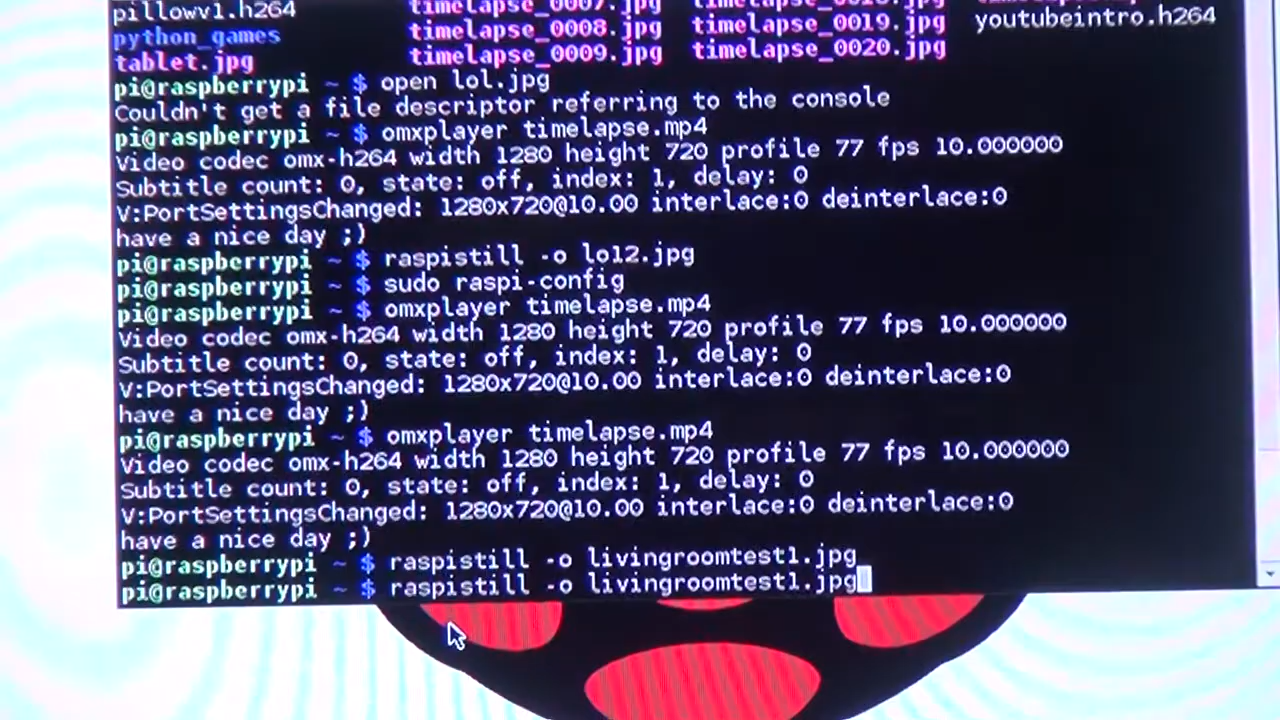 pillowv1.h264 timelapse_0007.jpg
youtubeintro.h264
python_games timelapse_0008.jpg timelapse_0019.jpg
tablet.jpg timelapse_0009.jpg timelapse_0020.jpg
pi@raspberrypi ~ $ open lol.jpg
Couldn't get a file descriptor referring to the console
pi@raspberrypi ~ $ omxplayer timelapse.mp4
Video codec omx-h264 width 1280 height 720 profile 77 fps 10.000000
Subtitle count: 0, state: off, index: 1, delay: 0
V:PortSettingsChanged: 1280x720@10.00 interlace:0 deinterlace:0
have a nice day ;)
pi@raspberrypi ~ $ raspistill -o lol2.jpg
pi@raspberrypi ~ $ sudo raspi-config
pi@raspberrypi ~ $ omxplayer timelapse.mp4
Video codec omx-h264 width 1280 height 720 profile 77 fps 10.000000
Subtitle count: 0, state: off, index: 1, delay: 0
V:PortSettingsChanged: 1280x720@10.00 interlace:0 deinterlace:0
have a nice day ;)
pi@raspberrypi ~ $ omxplayer timelapse.mp4
Video codec omx-h264 width 1280 height 720 profile 77 fps 10.000000
Subtitle count: 0, state: off, index: 1, delay: 0
V:PortSettingsChanged: 1280x720@10.00 interlace:0 deinterlace:0
have a nice day ;)
pi@raspberrypi ~ $ raspistill -o livingroomtest1.jpg
pi@raspberrypi ~ $ raspistill -o livingroomtest1.jpg